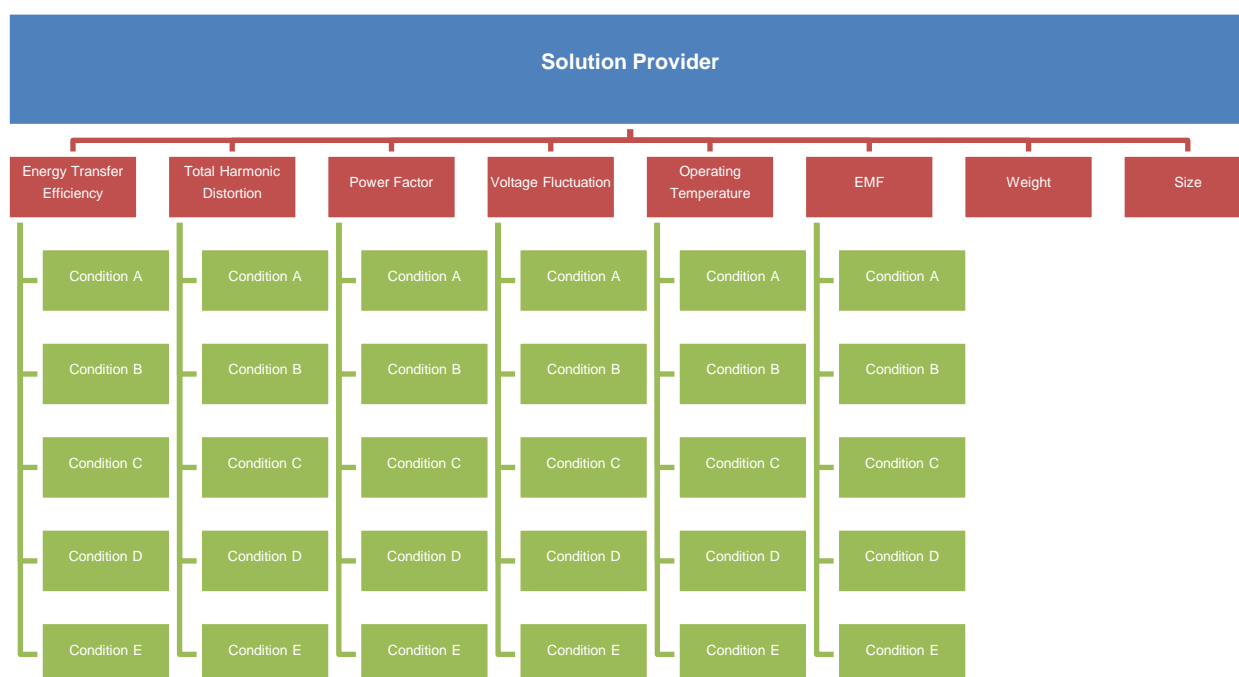 Solution Provider
Energy Transfer
Efficiency
Total Harmonic
Distortion
Power Factor
Voltage Fluctuation
Operating
Temperature
EMF
Weight
Size
Condition A
Condition A
Condition A
Condition A
Condition A
Condition A
Condition B
Condition B
Condition B
Condition B
Condition B
Condition B
Condition C
Condition C
Condition C
Condition C
Condition C
Condition C
Condition D
Condition D
Condition D
Condition D
Condition D
Condition D
Condition E
Condition E
Condition E
Condition E
Condition E
Condition E